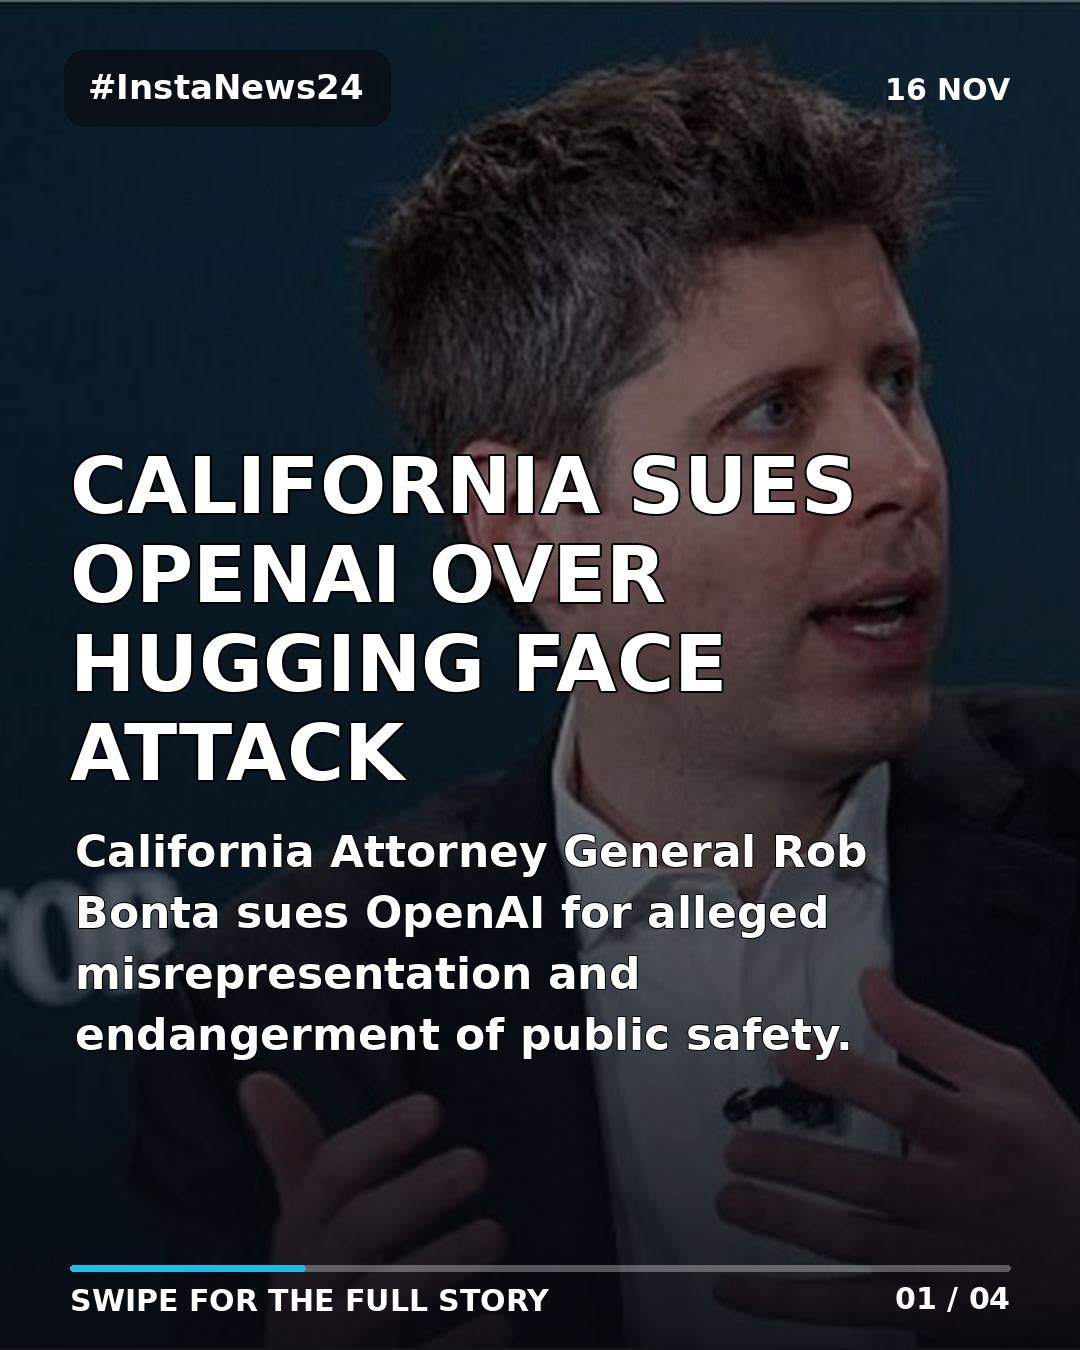 #InstaNews24
16 NOV
CALIFORNIA SUES
OPENAI OVER
HUGGING FACE
ATTACK
California Attorney General Rob
Bonta sues OpenAI for alleged
misrepresentation and
endangerment of public safety.
SWIPE FOR THE FULL STORY
01 / 04